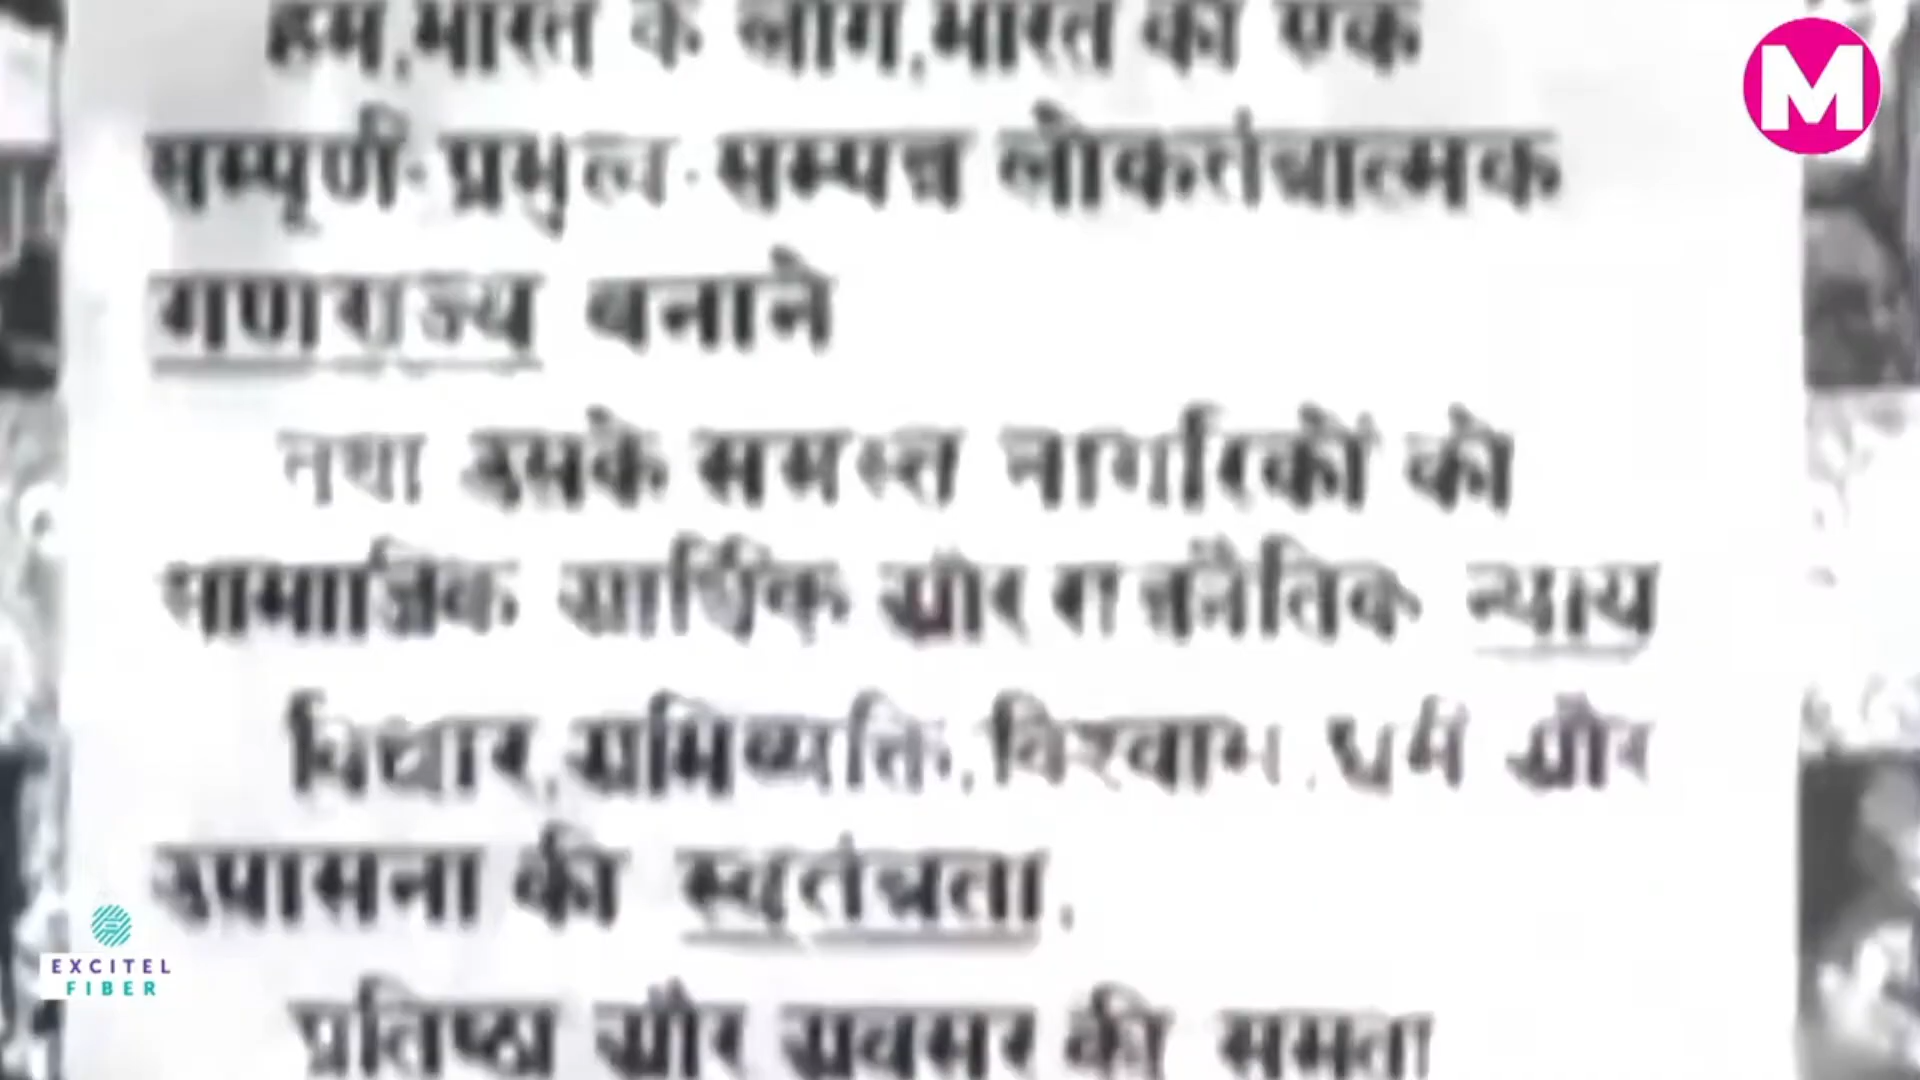 हम,भारत के लोग,भारत को एक
सम्पूर्ण-प्रभुत्व-सम्पन्न लोकतंत्रात्मक
गणराज्य बनाने
तथा उसके समस्त नागरिकों को
सामाजिक आर्थिक और राजनैतिक न्याय
विचार,अभिव्यक्ति,विश्वास,धर्म और
उपासना की स्वतंत्रता,
प्रतिष्ठा और अवसर की समता
M
EXCITEL
FIBER